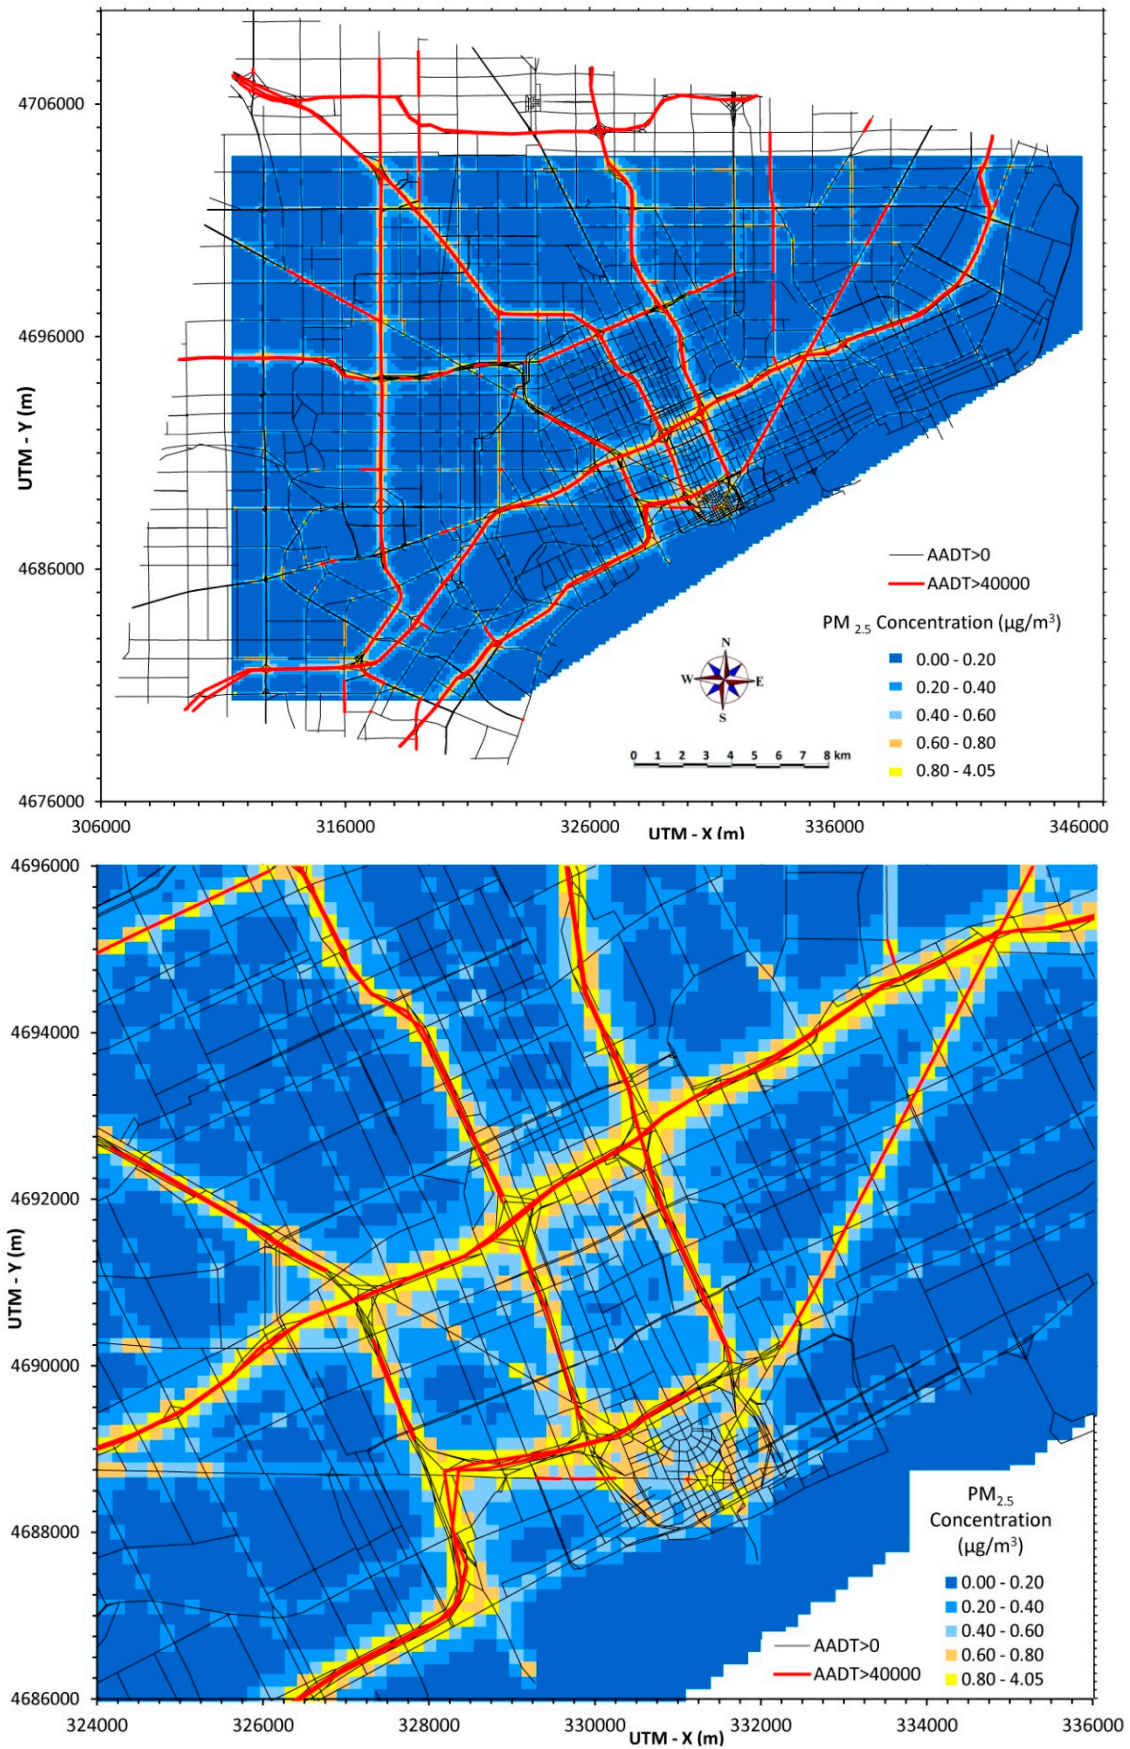 4706000
4696000
UTM - Y (m)
4686000
4676000
AADT>0
AADT>40000
PM 2.5 Concentration (µg/m³)
N
W E
S
0.00 - 0.20
0.20 - 0.40
0.40 - 0.60
0.60 - 0.80
0.80 - 4.05
0 1 2 3 4 5 6 7 8 km
306000 316000 326000 336000 346000
UTM - X (m)
4696000
4694000
4692000
UTM - Y (m)
4690000
4688000
4686000
PM2.5
Concentration
(µg/m³)
0.00 - 0.20
0.20 - 0.40
0.40 - 0.60
0.60 - 0.80
0.80 - 4.05
AADT>0
AADT>40000
324000 326000 328000 330000 332000 334000 336000
UTM - X (m)